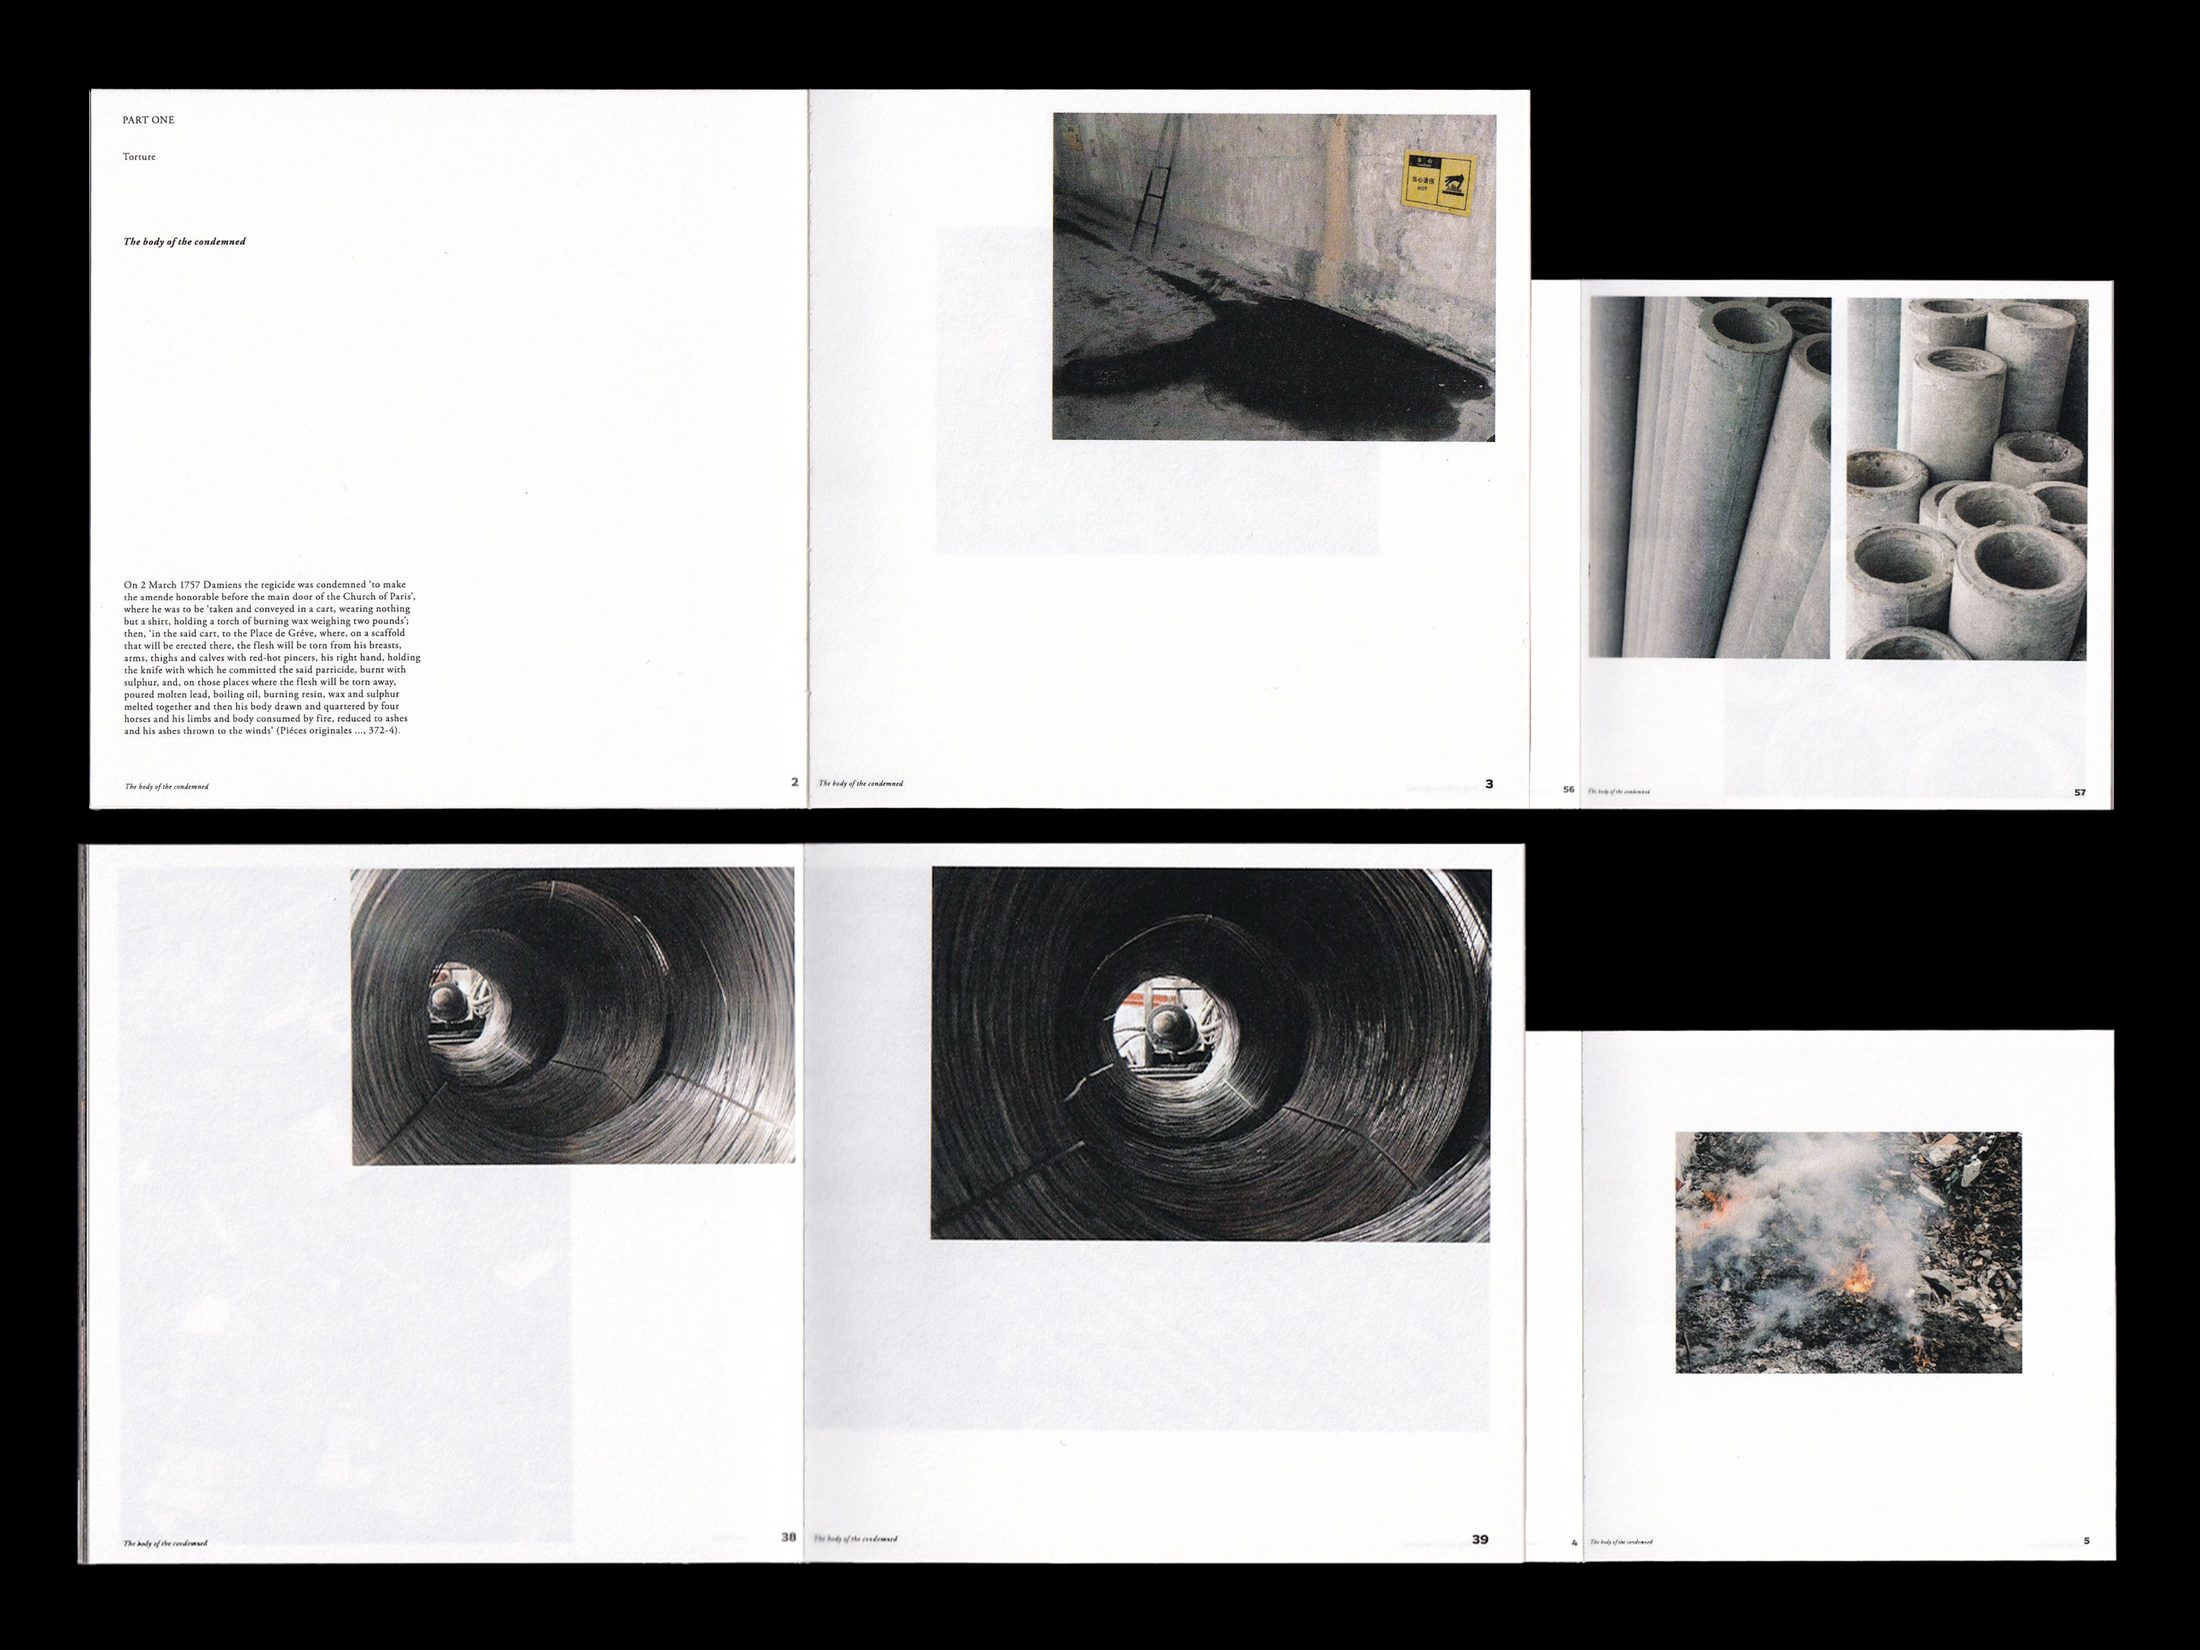 PART ONE
Torture
The body of the condemned
On 2 March 1757 Damiens the regicide was condemned 'to make
the amende honorable before the main door of the Church of Paris',
where he was to be 'taken and conveyed in a cart, wearing nothing
but a shirt, holding a torch of burning wax weighing two pounds';
then, 'in the said cart, to the Place de Gréve, where, on a scaffold
that will be erected there, the flesh will be torn from his breasts,
arms, thighs and calves with red-hot pincers, his right hand, holding
the knife with which he committed the said parricide, burnt with
sulphur, and, on those places where the flesh will be torn away,
poured molten lead, boiling oil, burning resin, wax and sulphur
melted together and then his body drawn and quartered by four
horses and his limbs and body consumed by fire, reduced to ashes
and his ashes thrown to the winds' (Piéces originales ..., 372-4).
The body of the condemned
2
当心烫伤
HOT
The body of the condemned
3
56
The body of the condemned
57
The body of the condemned
38
The body of the condemned
39
4
The body of the condemned
5